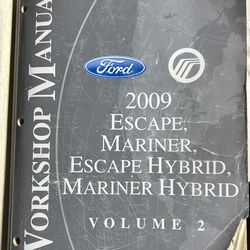 WORKSHOP MANUAL
Ford
2009
ESCAPE,
MARINER,
ESCAPE HYBRID,
MARINER HYBRID
VOLUME 2